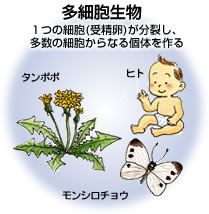 多細胞生物
1つの細胞(受精卵)が分裂し、
多数の細胞からなる個体を作る
タンポポ
ヒト
モンシロチョウ